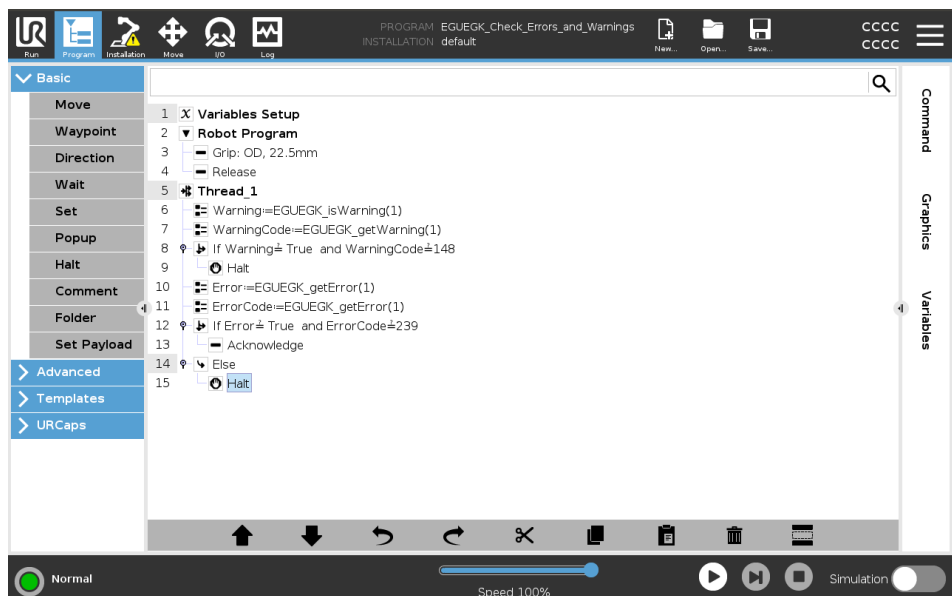 UR
PROGRAM EGUEGK_Check_Errors_and_Warnings
INSTALLATION default
CCCC
CCCC
Run Program Installation Move I/O Log New... Open... Save...
Basic
Move
Waypoint
Direction
Wait
Set
Popup
Halt
Comment
Folder
Set Payload
Advanced
Templates
URCaps
1 X Variables Setup
2 Robot Program
3 Grip: OD, 22.5mm
4 Release
5 Thread_1
6 Warning:=EGUEGK_isWarning(1)
7 WarningCode:=EGUEGK_getWarning(1)
8 If Warning≟ True and WarningCode≟148
9 Halt
10 Error:=EGUEGK_getError(1)
11 ErrorCode:=EGUEGK_getError(1)
12 If Error≟ True and ErrorCode≟239
13 Acknowledge
14 Else
15 Halt
Command
Graphics
Variables
Normal
Speed 100%
Simulation